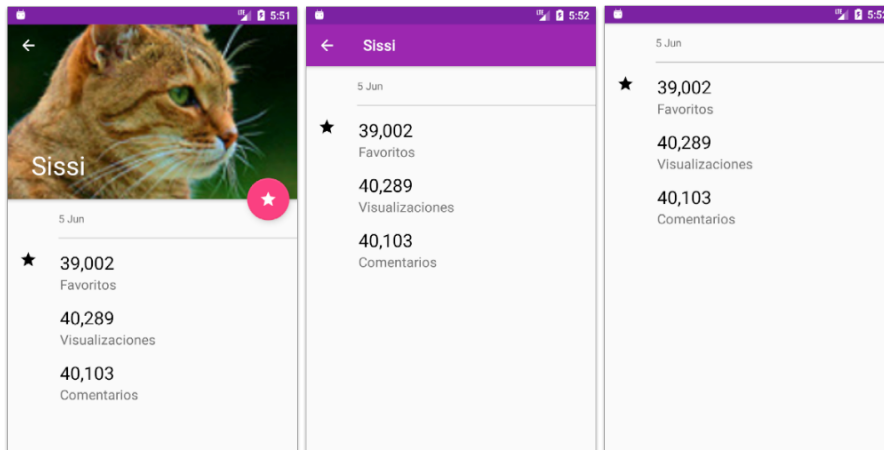 5:51
Sissi
5 Jun
39,002
Favoritos
40,289
Visualizaciones
40,103
Comentarios
5:52
Sissi
5 Jun
39,002
Favoritos
40,289
Visualizaciones
40,103
Comentarios
5:52
5 Jun
39,002
Favoritos
40,289
Visualizaciones
40,103
Comentarios